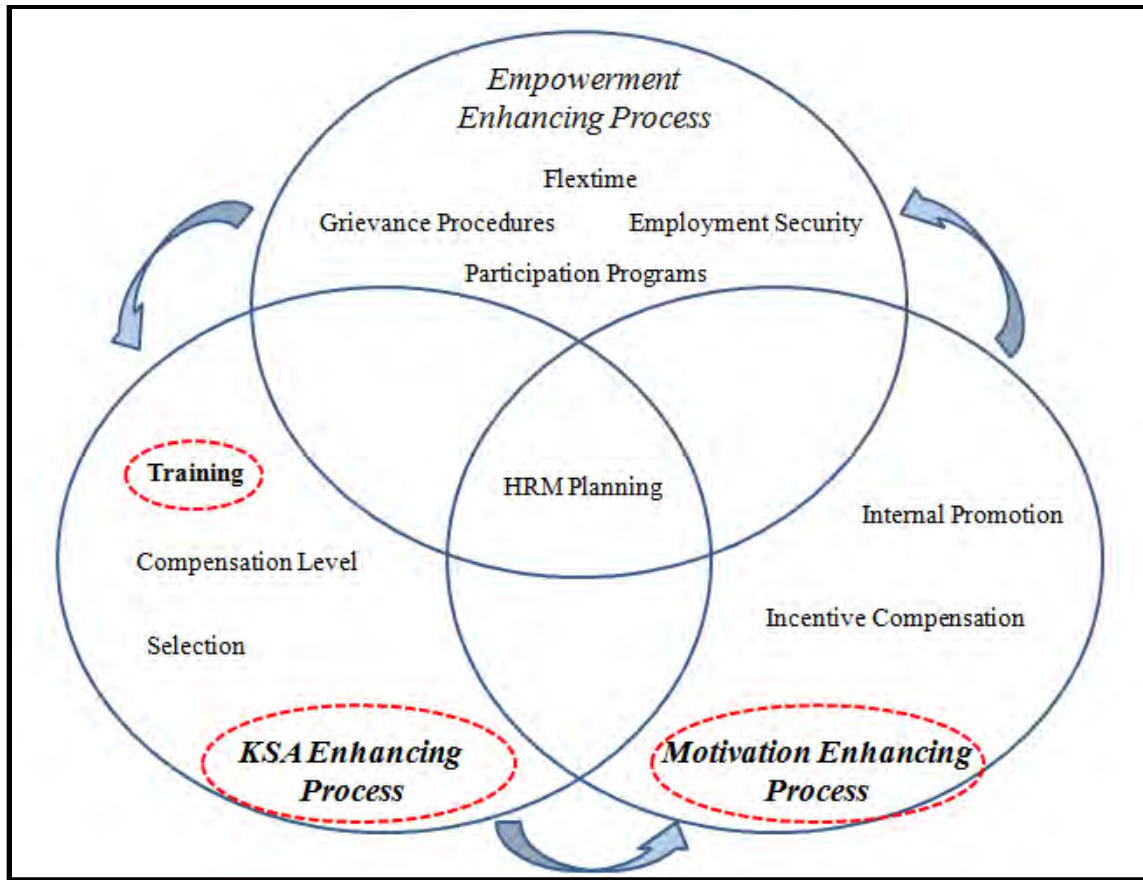 Empowerment
Enhancing Process
Flextime
Grievance Procedures
Employment Security
Participation Programs
Training
HRM Planning
Internal Promotion
Compensation Level
Incentive Compensation
Selection
KSA Enhancing
Process
Motivation Enhancing
Process